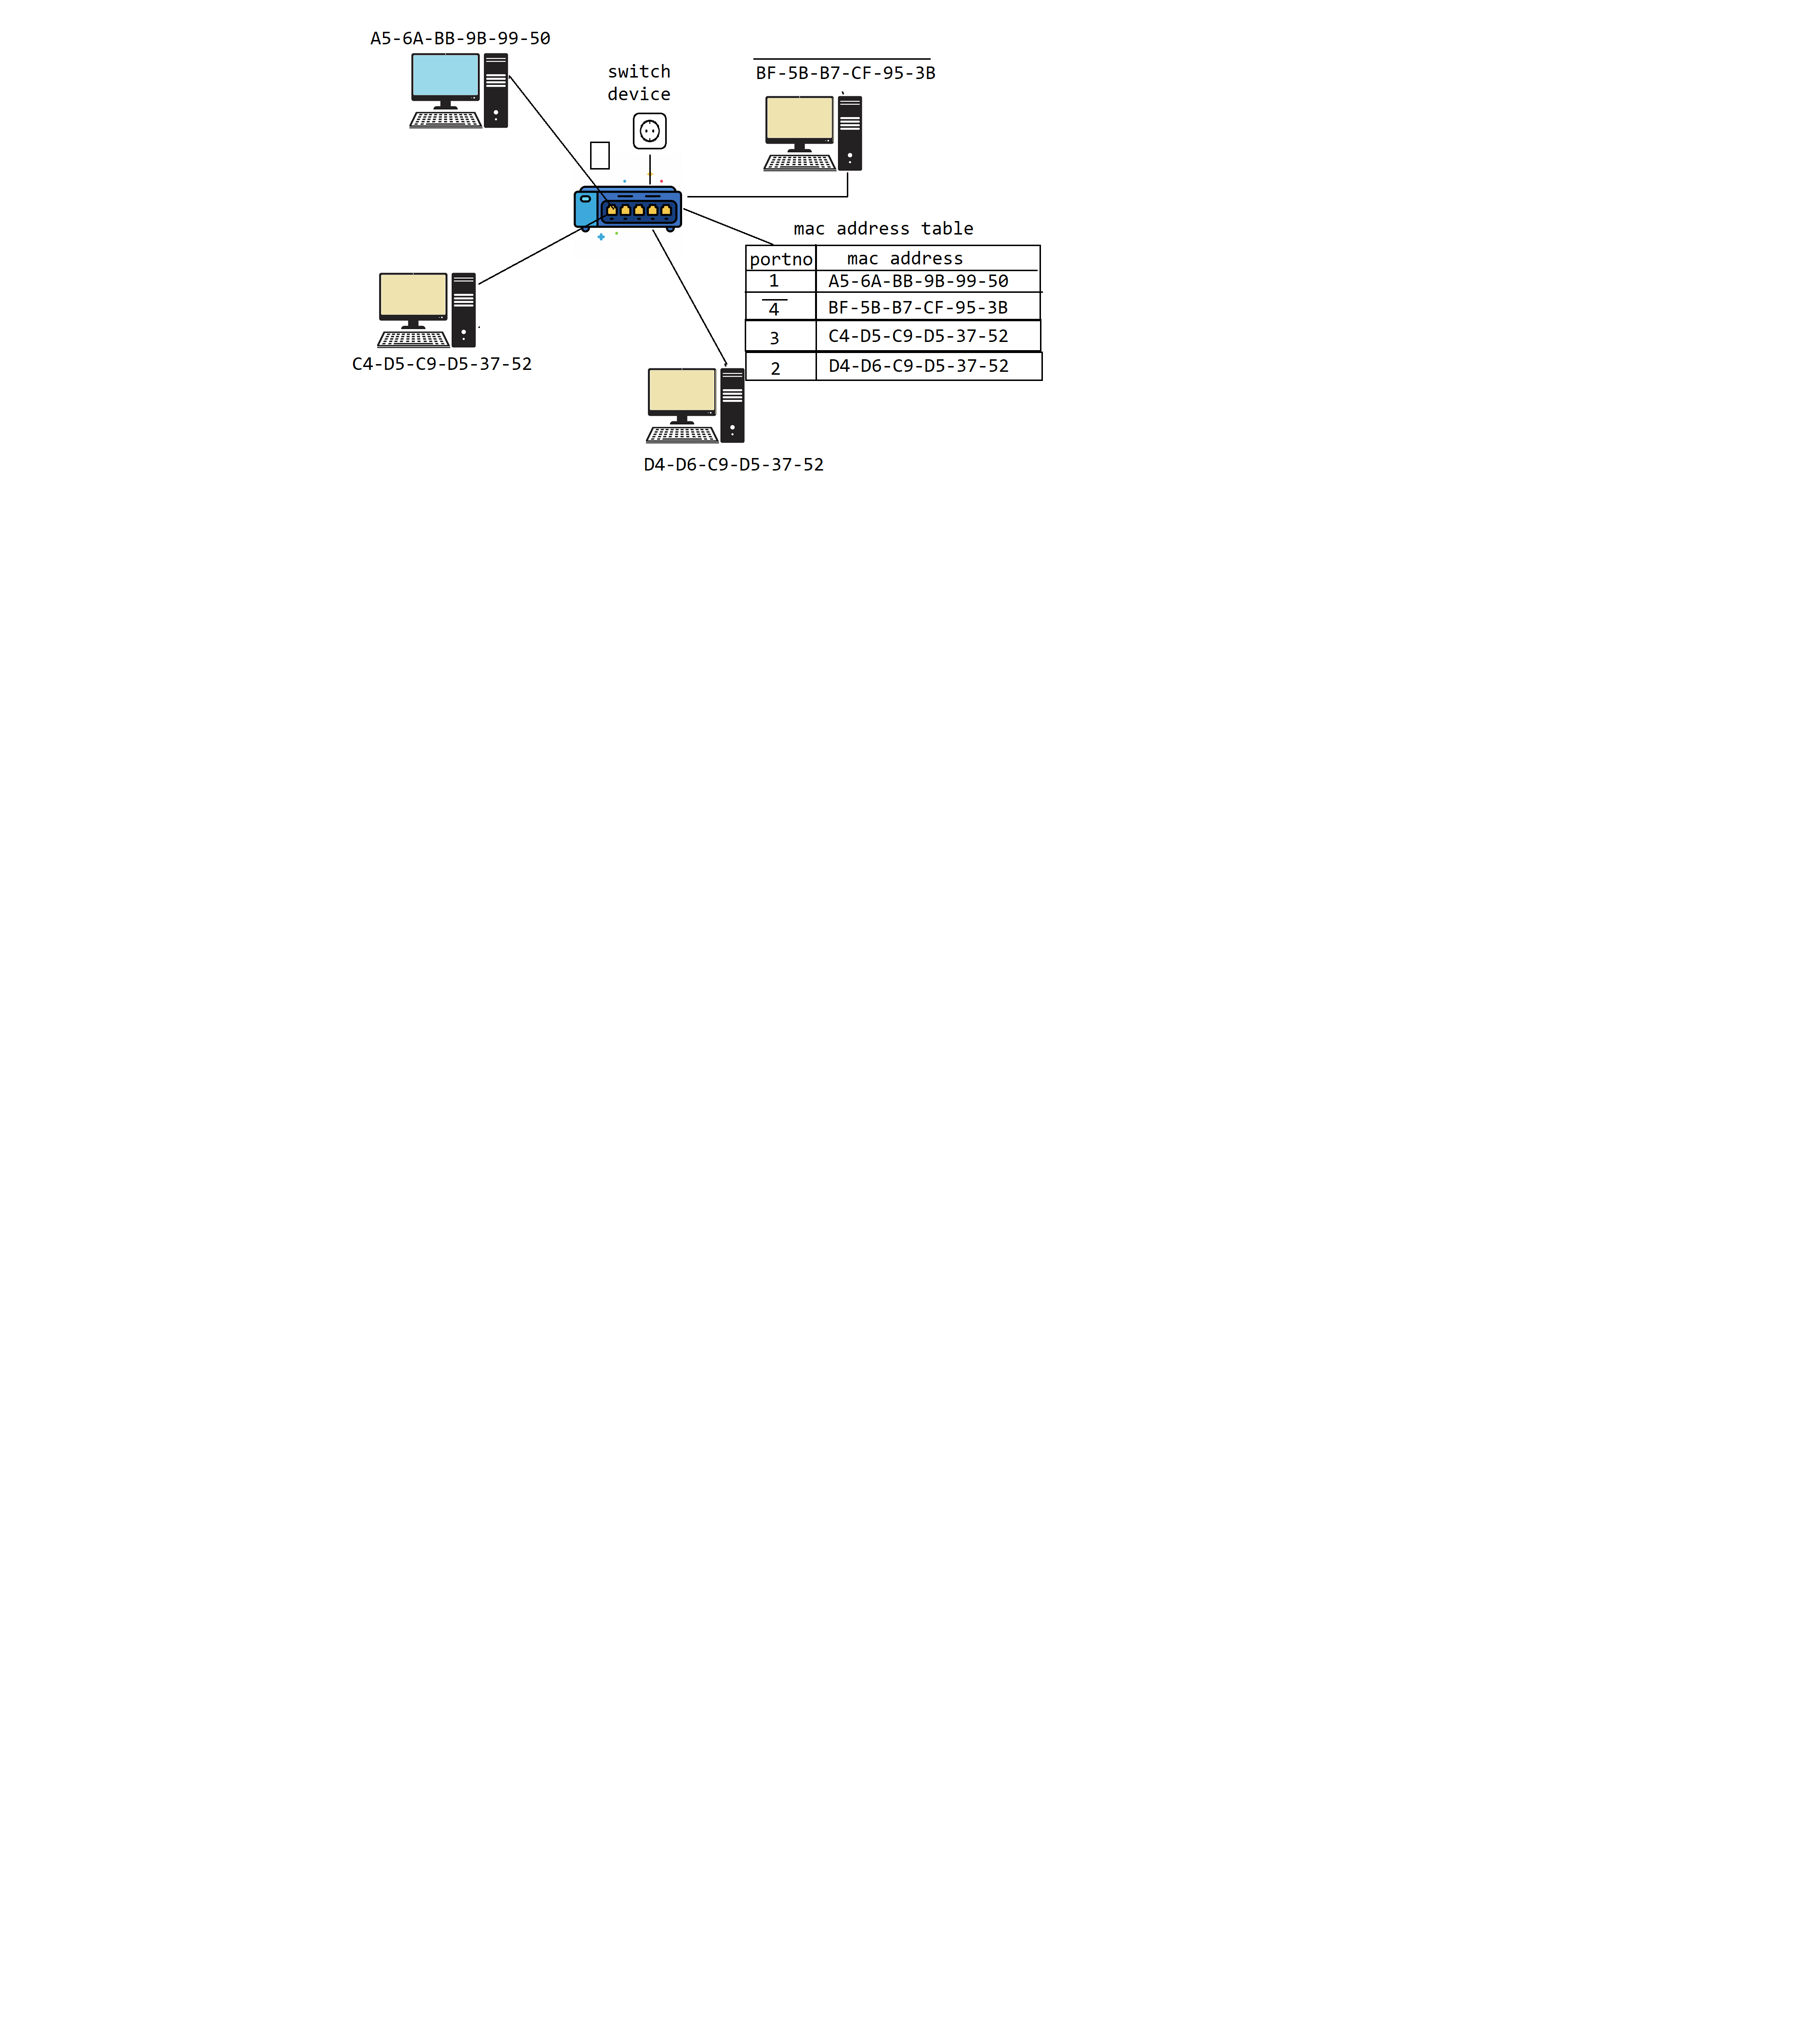 A5-6A-BB-9B-99-50
switch
device
BF-5B-B7-CF-95-3B
mac address table
portno mac address
1 A5-6A-BB-9B-99-50
4 BF-5B-B7-CF-95-3B
3 C4-D5-C9-D5-37-52
2 D4-D6-C9-D5-37-52
C4-D5-C9-D5-37-52
D4-D6-C9-D5-37-52